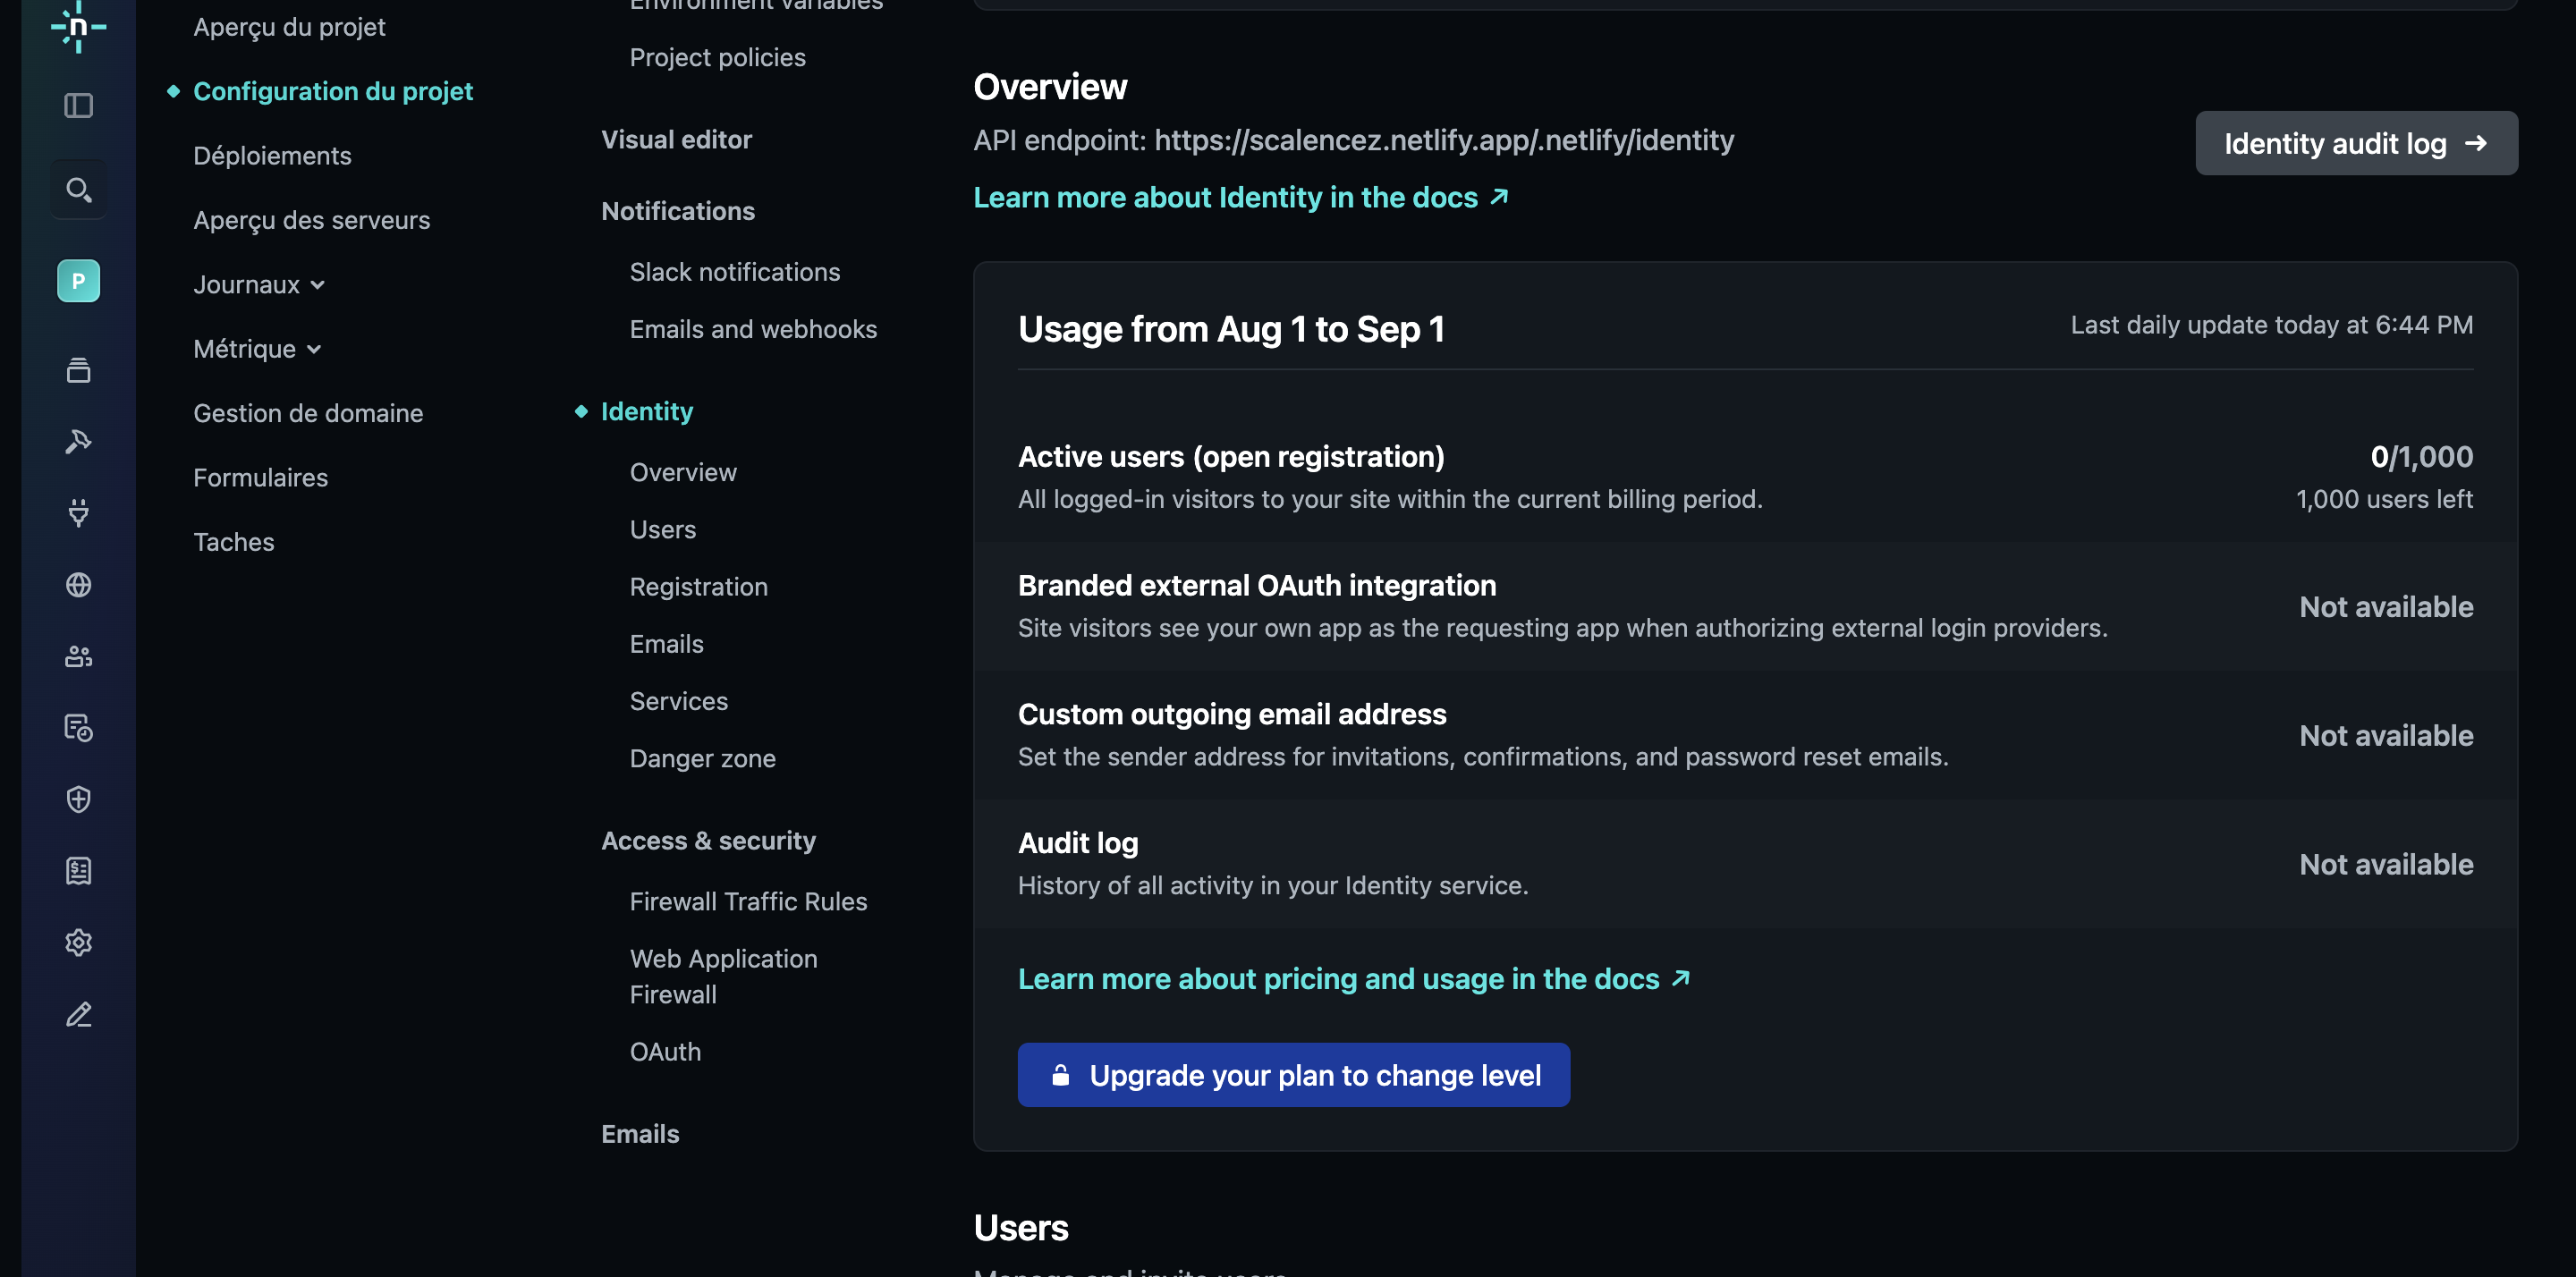 n
Aperçu du projet
Configuration du projet
Déploiements
Aperçu des serveurs
P
Journaux
Métrique
Gestion de domaine
Formulaires
Taches
Environment variables
Project policies
Visual editor
Notifications
Slack notifications
Emails and webhooks
Identity
Overview
Users
Registration
Emails
Services
Danger zone
Access & security
Firewall Traffic Rules
Web Application
Firewall
OAuth
Emails
Overview
API endpoint: https://scalencez.netlify.app/.netlify/identity
Identity audit log →
Learn more about Identity in the docs ↗
Usage from Aug 1 to Sep 1
Last daily update today at 6:44 PM
Active users (open registration)
0/1,000
All logged-in visitors to your site within the current billing period.
1,000 users left
Branded external OAuth integration
Site visitors see your own app as the requesting app when authorizing external login providers.
Not available
Custom outgoing email address
Set the sender address for invitations, confirmations, and password reset emails.
Not available
Audit log
History of all activity in your Identity service.
Not available
Learn more about pricing and usage in the docs ↗
Upgrade your plan to change level
Users
Manage and invite users